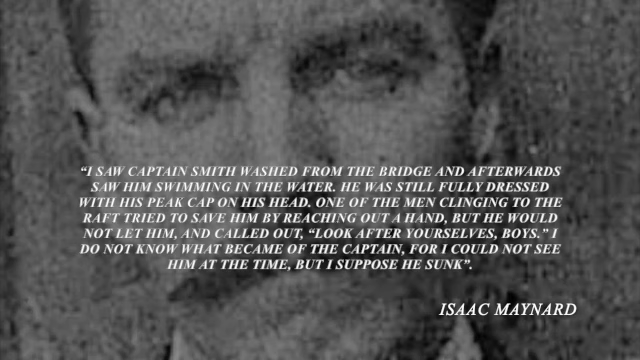 “I SAW CAPTAIN SMITH WASHED FROM THE BRIDGE AND AFTERWARDS
SAW HIM SWIMMING IN THE WATER. HE WAS STILL FULLY DRESSED
WITH HIS PEAK CAP ON HIS HEAD. ONE OF THE MEN CLINGING TO THE
RAFT TRIED TO SAVE HIM BY REACHING OUT A HAND, BUT HE WOULD
NOT LET HIM, AND CALLED OUT, “LOOK AFTER YOURSELVES, BOYS.” I
DO NOT KNOW WHAT BECAME OF THE CAPTAIN, FOR I COULD NOT SEE
HIM AT THE TIME, BUT I SUPPOSE HE SUNK”.
ISAAC MAYNARD